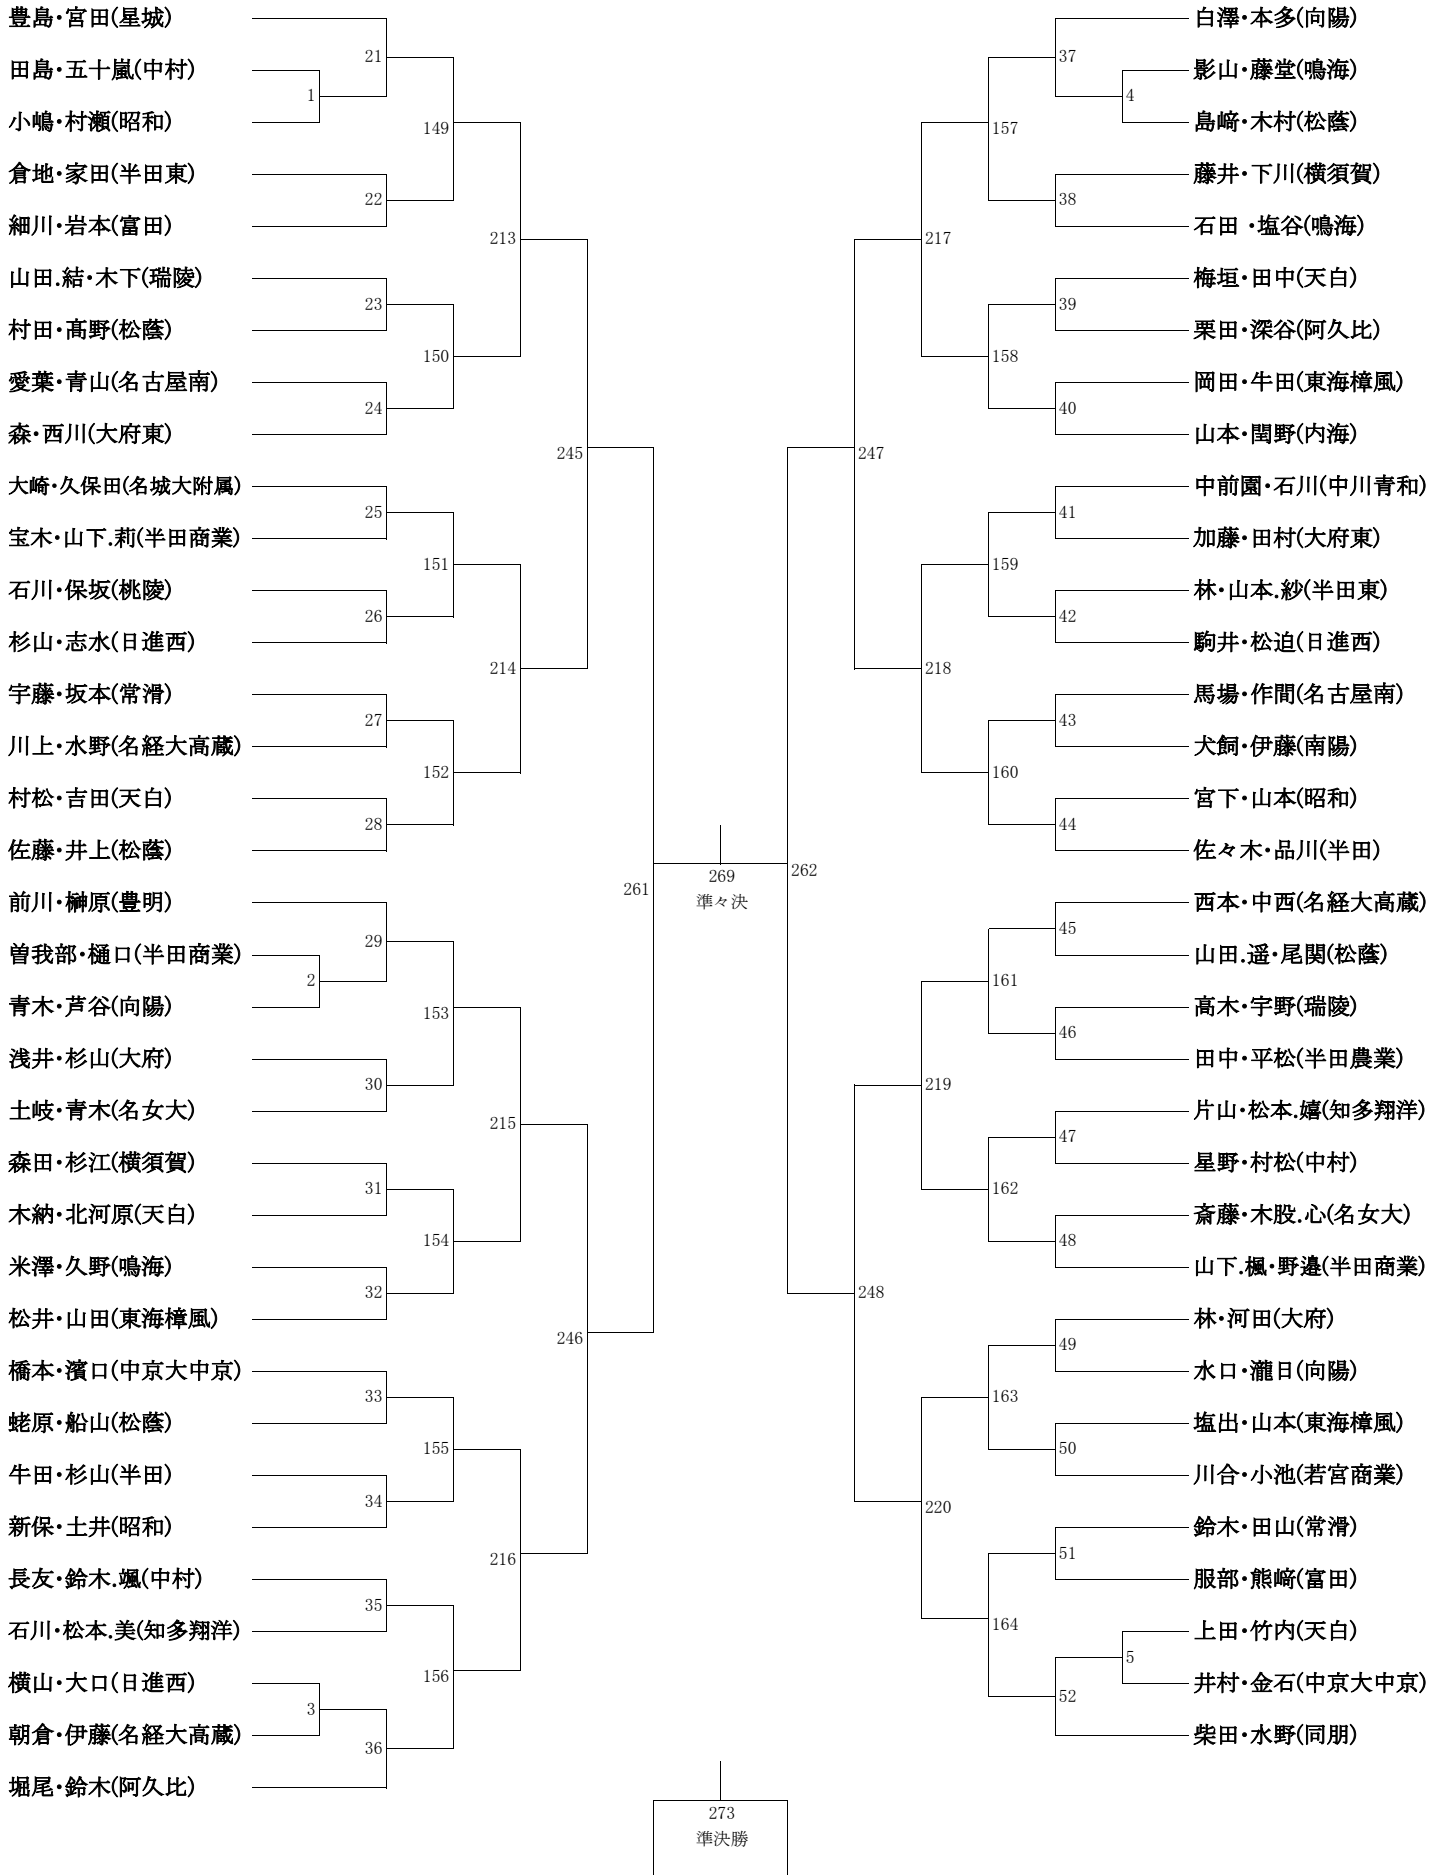 豊島・宮田(星城)
田島・五十嵐(中村)
小嶋・村瀬(昭和)
倉地・家田(半田東)
細川・岩本(富田)
山田.結・木下(瑞陵)
村田・髙野(松蔭)
愛葉・青山(名古屋南)
森・西川(大府東)
大崎・久保田(名城大附属)
宝木・山下.莉(半田商業)
石川・保坂(桃陵)
杉山・志水(日進西)
宇藤・坂本(常滑)
川上・水野(名経大高蔵)
村松・吉田(天白)
佐藤・井上(松蔭)
前川・榊原(豊明)
曽我部・樋口(半田商業)
青木・芦谷(向陽)
浅井・杉山(大府)
土岐・青木(名女大)
森田・杉江(横須賀)
木納・北河原(天白)
米澤・久野(鳴海)
松井・山田(東海樟風)
橋本・濱口(中京大中京)
蛯原・船山(松蔭)
牛田・杉山(半田)
新保・土井(昭和)
長友・鈴木.颯(中村)
石川・松本.美(知多翔洋)
横山・大口(日進西)
朝倉・伊藤(名経大高蔵)
堀尾・鈴木(阿久比)
1
2
3
21
22
23
24
25
26
27
28
29
30
31
32
33
34
35
36
149
150
151
152
153
154
155
156
213
214
215
216
245
246
261
269
準々決
273
準決勝
262
247
248
217
218
219
220
157
158
159
160
161
162
163
164
37
38
39
40
41
42
43
44
45
46
47
48
49
50
51
52
4
5
白澤・本多(向陽)
影山・藤堂(鳴海)
島﨑・木村(松蔭)
藤井・下川(横須賀)
石田 ・塩谷(鳴海)
梅垣・田中(天白)
栗田・深谷(阿久比)
岡田・牛田(東海樟風)
山本・閏野(内海)
中前園・石川(中川青和)
加藤・田村(大府東)
林・山本.紗(半田東)
駒井・松迫(日進西)
馬場・作間(名古屋南)
犬飼・伊藤(南陽)
宮下・山本(昭和)
佐々木・品川(半田)
西本・中西(名経大高蔵)
山田.遥・尾関(松蔭)
高木・宇野(瑞陵)
田中・平松(半田農業)
片山・松本.嬉(知多翔洋)
星野・村松(中村)
斎藤・木股.心(名女大)
山下.楓・野邉(半田商業)
林・河田(大府)
水口・瀧日(向陽)
塩出・山本(東海樟風)
川合・小池(若宮商業)
鈴木・田山(常滑)
服部・熊﨑(富田)
上田・竹内(天白)
井村・金石(中京大中京)
柴田・水野(同朋)